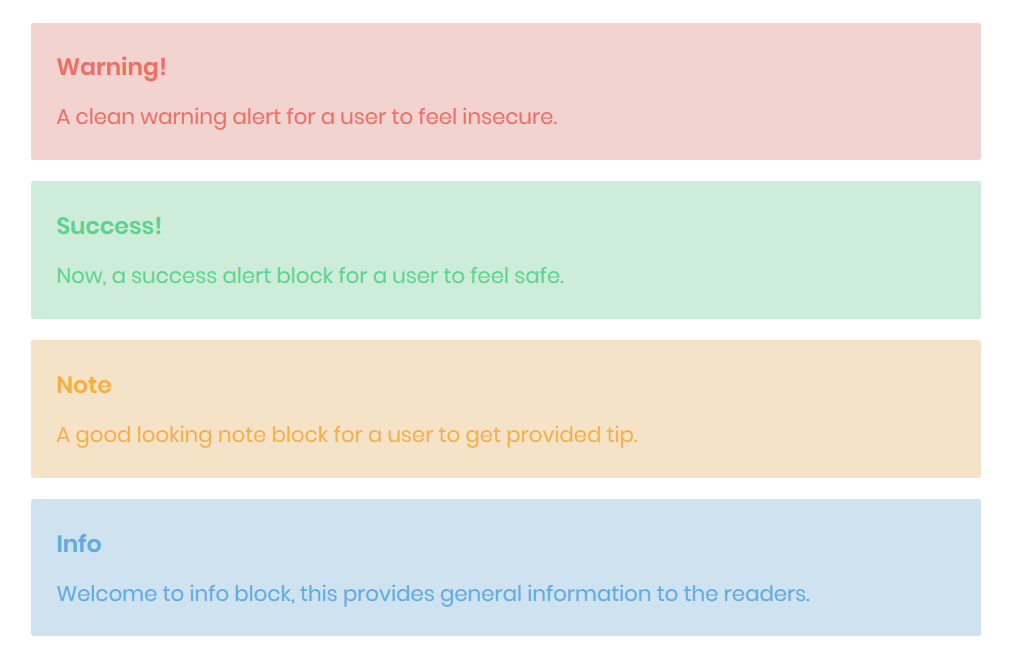 Warning!
A clean warning alert for a user to feel insecure.
Success!
Now, a success alert block for a user to feel safe.
Note
A good looking note block for a user to get provided tip.
Info
Welcome to info block, this provides general information to the readers.